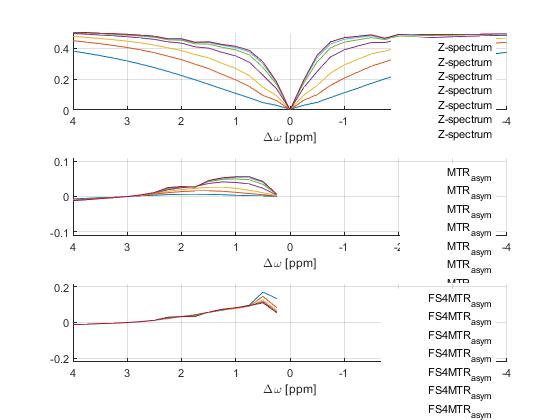 0.4
0.2
0
4 3 2 1 0 -1 -4
Δω [ppm]
Z-spectrum
Z-spectrum
Z-spectrum
Z-spectrum
Z-spectrum
Z-spectrum
Z-spectrum
0.1
0
-0.1
4 3 2 1 0 -1 -2 -4
Δω [ppm]
MTRasym
MTRasym
MTRasym
MTRasym
MTRasym
MTRasym
0.2
0
-0.2
4 3 2 1 0 -1 -4
Δω [ppm]
FS4MTRasym
FS4MTRasym
FS4MTRasym
FS4MTRasym
FS4MTRasym
FS4MTRasym
FS4MTRasym